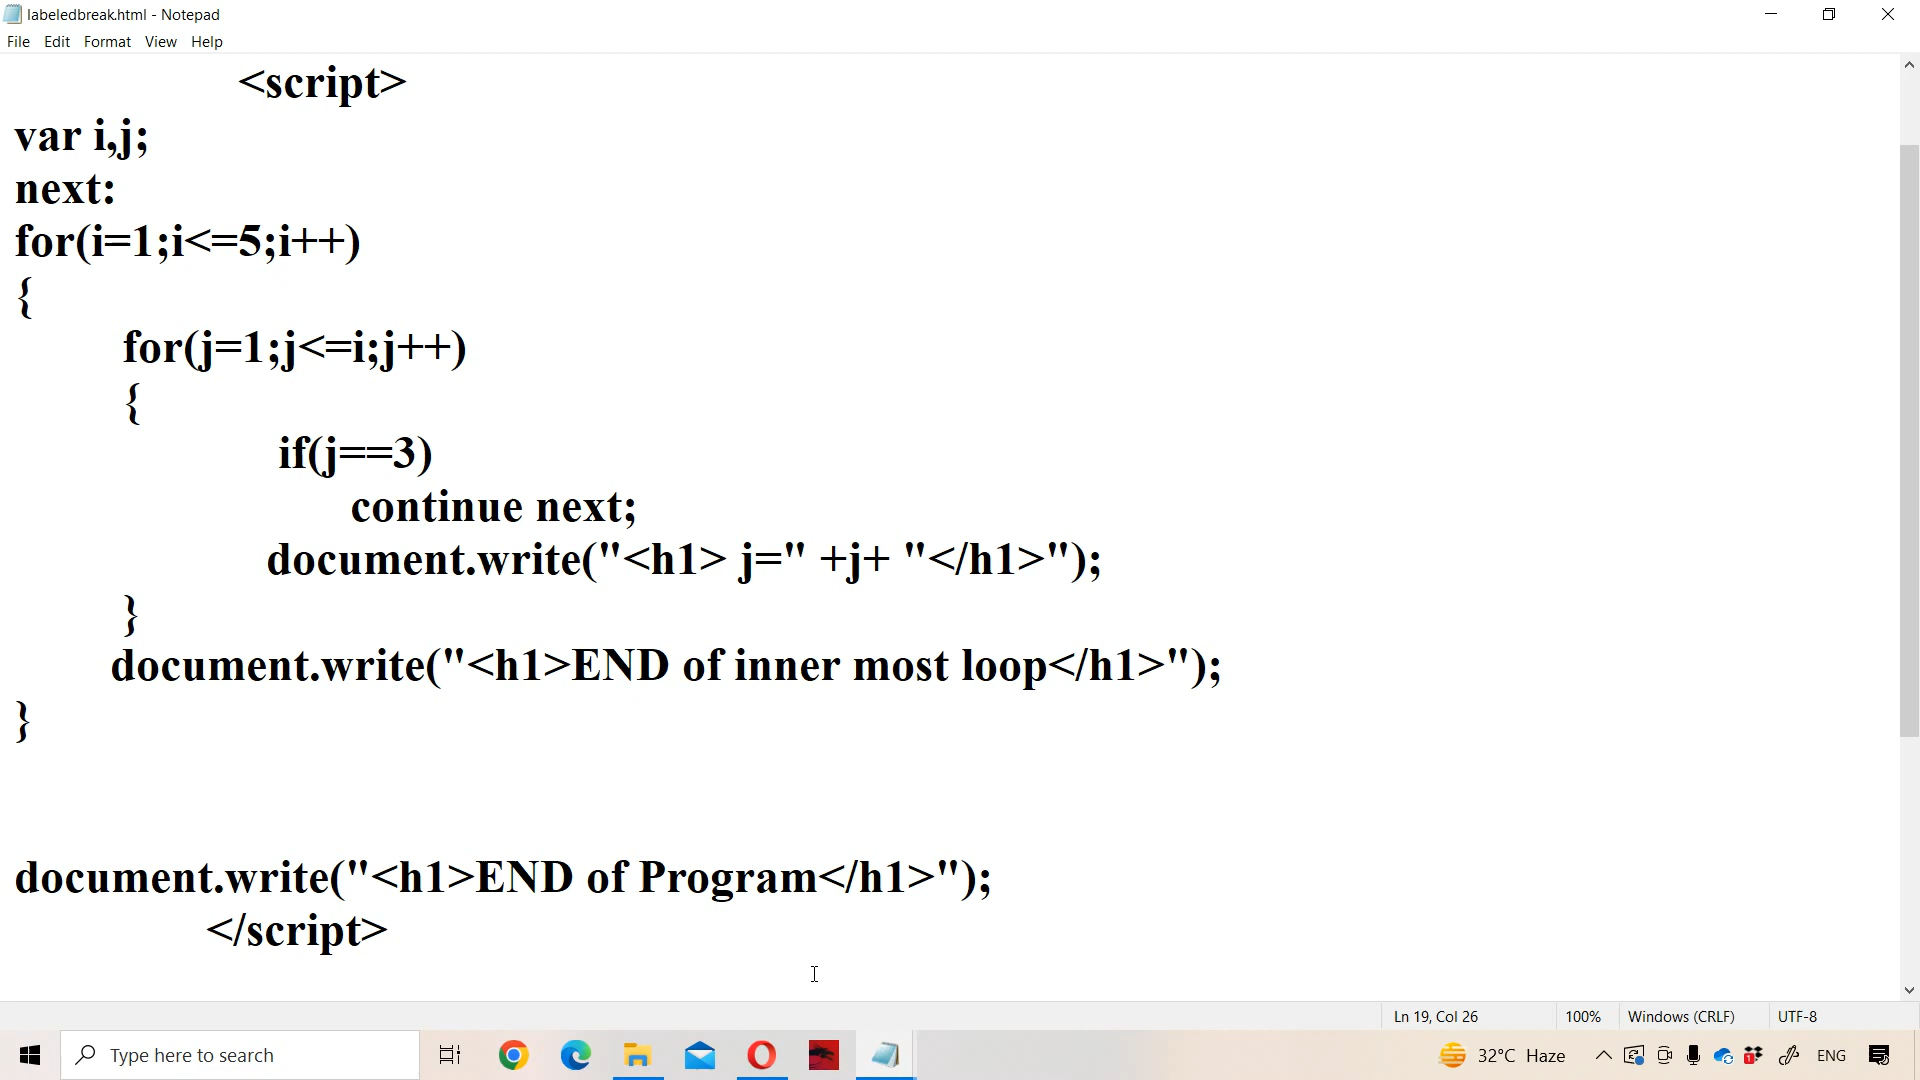 labeledbreak.html - Notepad
File Edit Format View Help
<script>
var i,j;
next:
for(i=1;i<=5;i++)
{
for(j=1;j<=i;j++)
{
if(j==3)
continue next;
document.write("<h1> j=" +j+ "</h1>");
}
document.write("<h1>END of inner most loop</h1>");
}
document.write("<h1>END of Program</h1>");
</script>
Ln 19, Col 26 100% Windows (CRLF) UTF-8
Type here to search 32°C Haze ENG